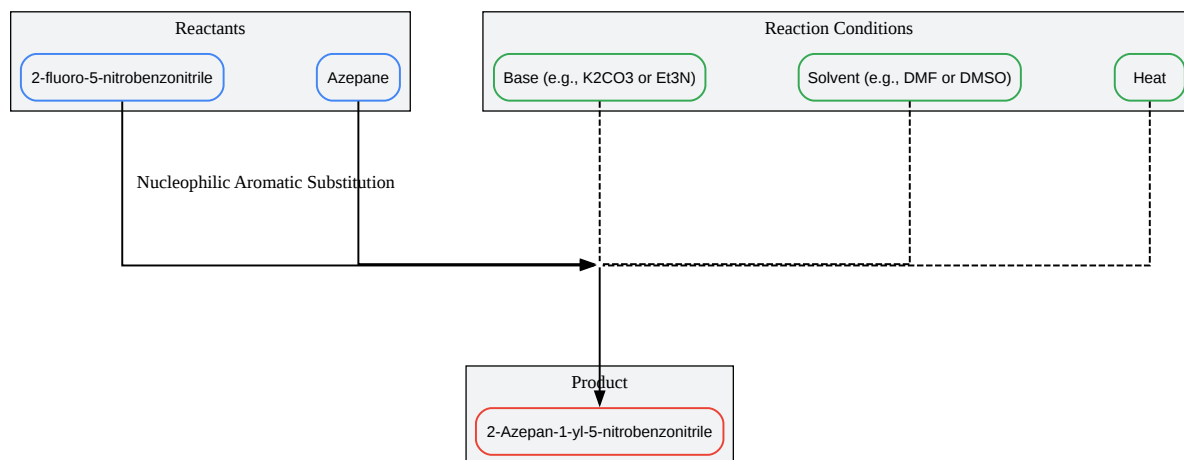 Reactants
Reaction Conditions
2-fluoro-5-nitrobenzonitrile
Azepane
Base (e.g., K2CO3 or Et3N)
Solvent (e.g., DMF or DMSO)
Heat
Nucleophilic Aromatic Substitution
Product
2-Azepan-1-yl-5-nitrobenzonitrile